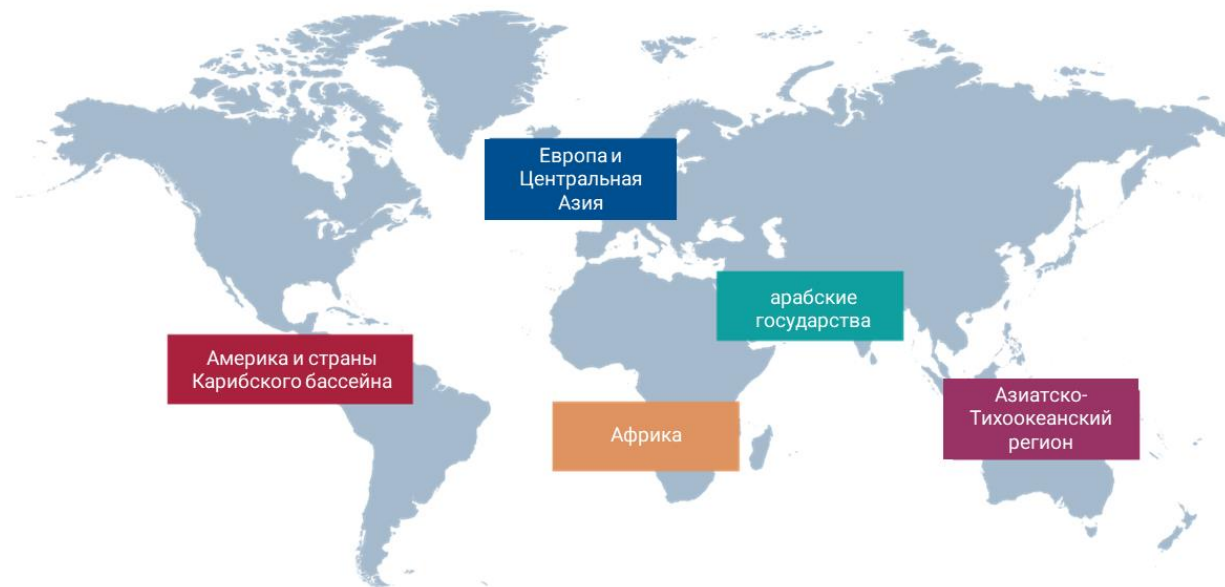 Европа и
Центральная
Азия
арабские
государства
Америка и страны
Карибского бассейна
Азиатско-
Тихоокеанский
регион
Африка